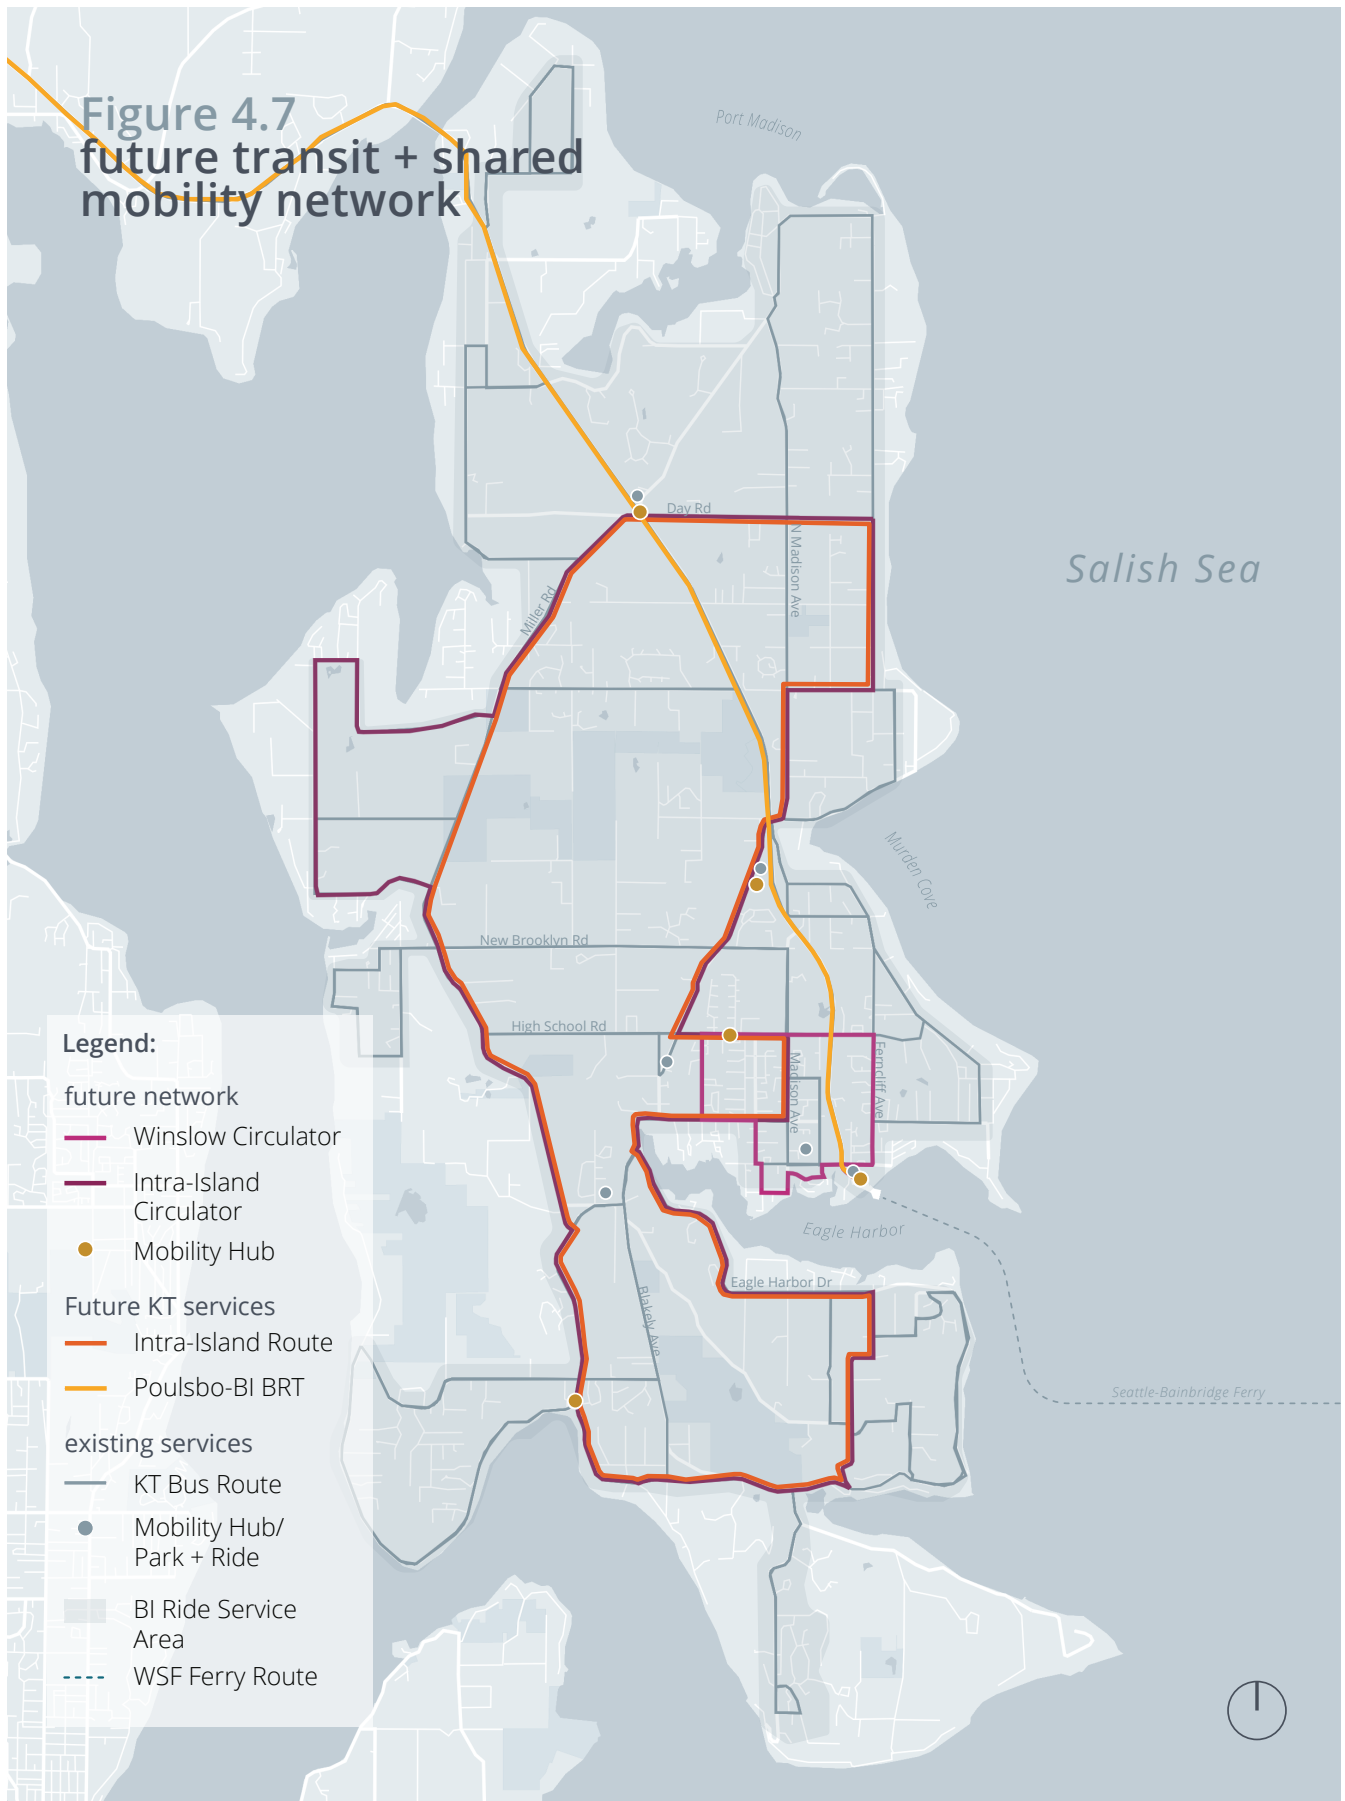 Figure 4.7
future transit + shared
mobility network
Port Madison
Day Rd
N Madison Ave
Salish Sea
Miller Rd
Murden Cove
New Brooklyn Rd
High School Rd
Madison Ave
Ferncliff Ave
Eagle Harbor
Eagle Harbor Dr
Blakely Ave
Seattle-Bainbridge Ferry
Legend:
future network
Winslow Circulator
Intra-Island
Circulator
Mobility Hub
Future KT services
Intra-Island Route
Poulsbo-BI BRT
existing services
KT Bus Route
Mobility Hub/
Park + Ride
BI Ride Service
Area
WSF Ferry Route